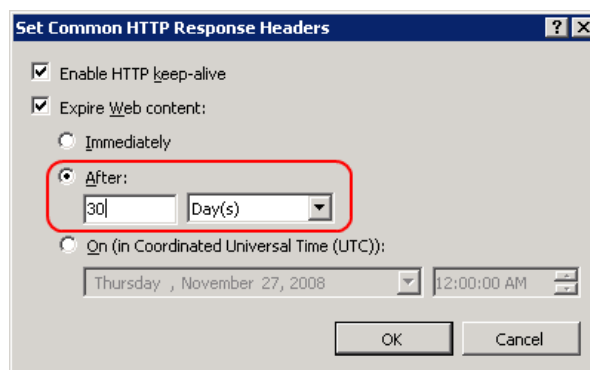 Set Common HTTP Response Headers
Enable HTTP keep-alive
Expire Web content:
Immediately
After:
30 Day(s)
On (in Coordinated Universal Time (UTC)):
Thursday , November 27, 2008 12:00:00 AM
OK Cancel